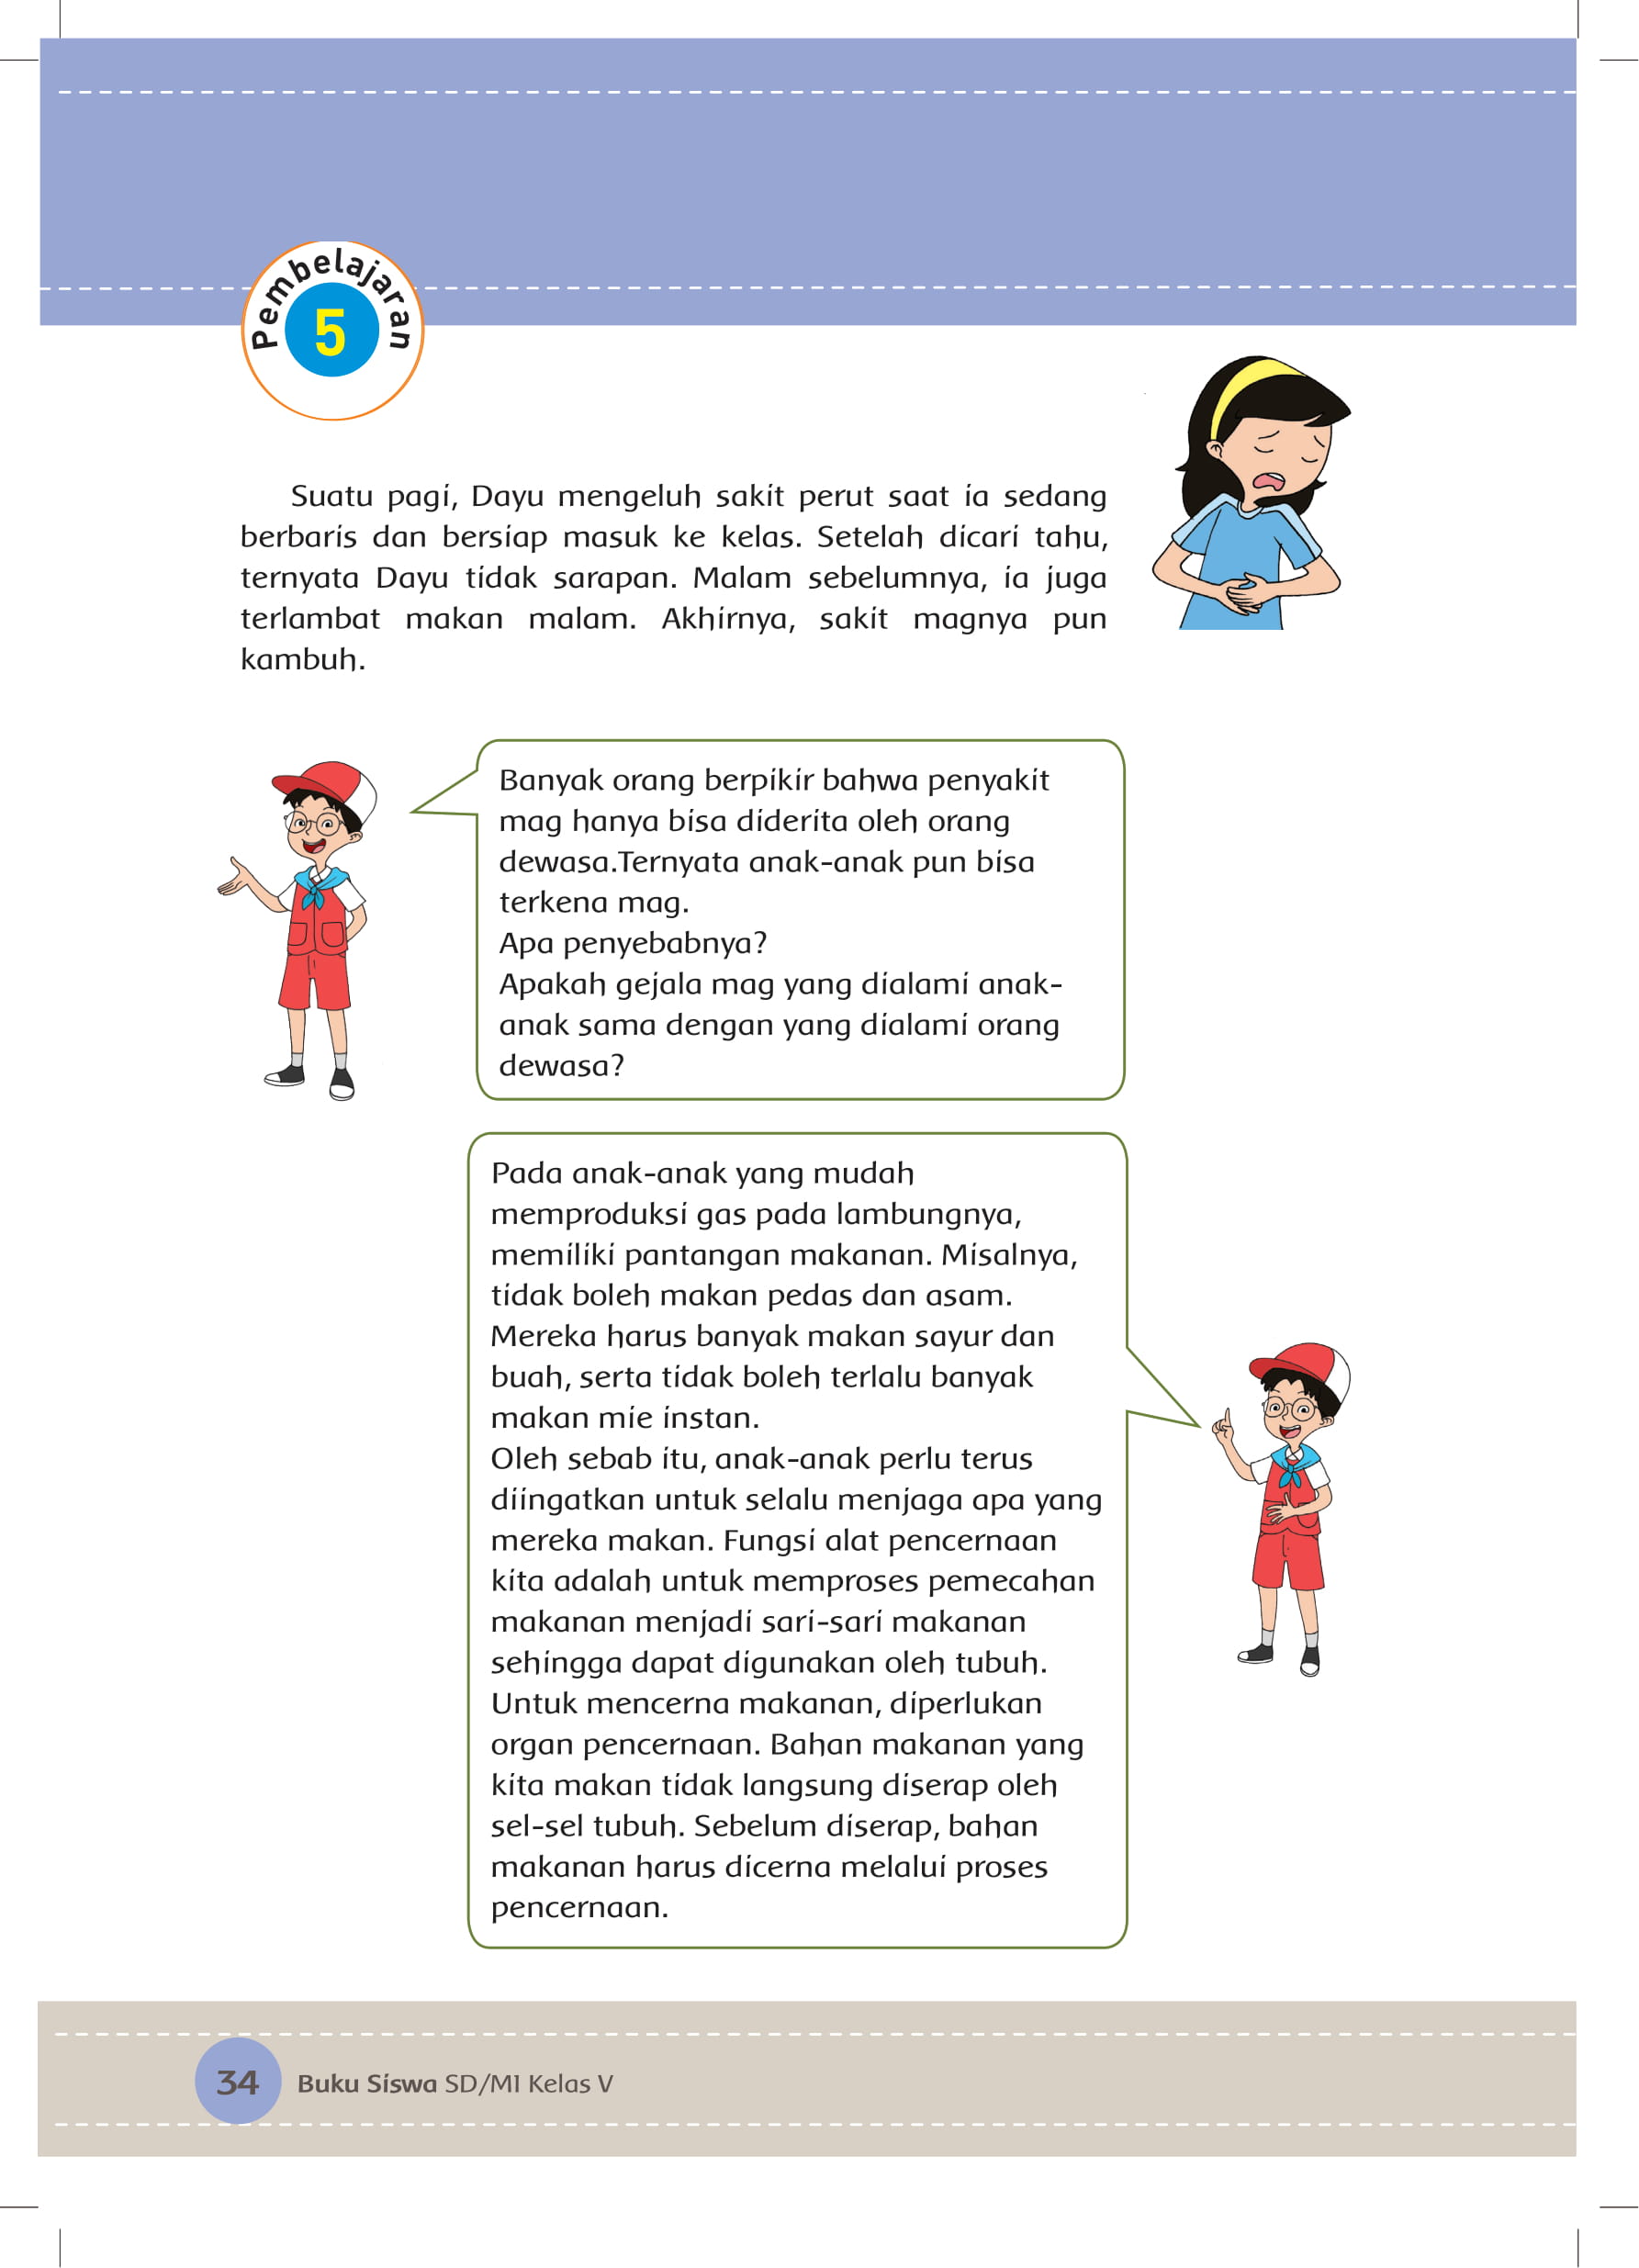 Pembelajaran
5
Suatu pagi, Dayu mengeluh sakit perut saat ia sedang
berbaris dan bersiap masuk ke kelas. Setelah dicari tahu,
ternyata Dayu tidak sarapan. Malam sebelumnya, ia juga
terlambat makan malam. Akhirnya, sakit magnya pun
kambuh.
Banyak orang berpikir bahwa penyakit
mag hanya bisa diderita oleh orang
dewasa.Ternyata anak-anak pun bisa
terkena mag.
Apa penyebabnya?
Apakah gejala mag yang dialami anak-
anak sama dengan yang dialami orang
dewasa?
Pada anak-anak yang mudah
memproduksi gas pada lambungnya,
memiliki pantangan makanan. Misalnya,
tidak boleh makan pedas dan asam.
Mereka harus banyak makan sayur dan
buah, serta tidak boleh terlalu banyak
makan mie instan.
Oleh sebab itu, anak-anak perlu terus
diingatkan untuk selalu menjaga apa yang
mereka makan. Fungsi alat pencernaan
kita adalah untuk memproses pemecahan
makanan menjadi sari-sari makanan
sehingga dapat digunakan oleh tubuh.
Untuk mencerna makanan, diperlukan
organ pencernaan. Bahan makanan yang
kita makan tidak langsung diserap oleh
sel-sel tubuh. Sebelum diserap, bahan
makanan harus dicerna melalui proses
pencernaan.
34 Buku Siswa SD/MI Kelas V